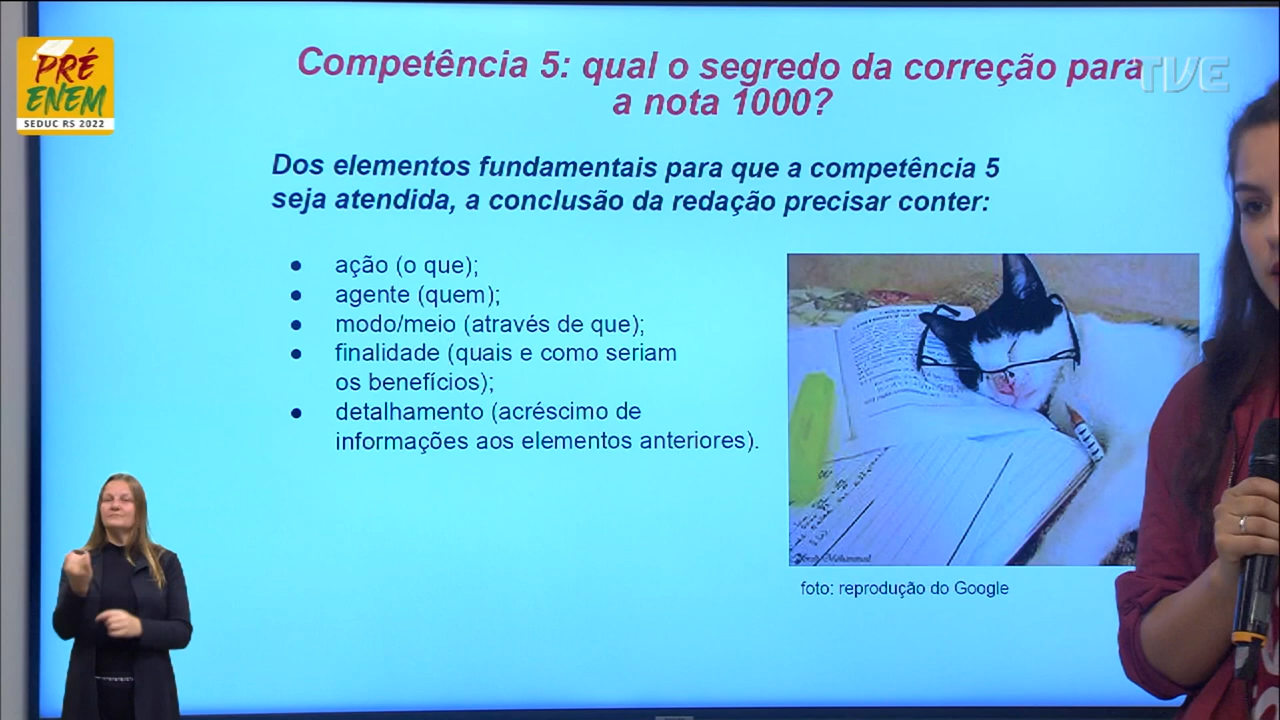 PRÉ
ENEM
SEDUC RS 2022
TVE
Competência 5: qual o segredo da correção para
a nota 1000?
Dos elementos fundamentais para que a competência 5
seja atendida, a conclusão da redação precisar conter:
● ação (o que);
● agente (quem);
● modo/meio (através de que);
● finalidade (quais e como seriam
os benefícios);
● detalhamento (acréscimo de
informações aos elementos anteriores).
foto: reprodução do Google